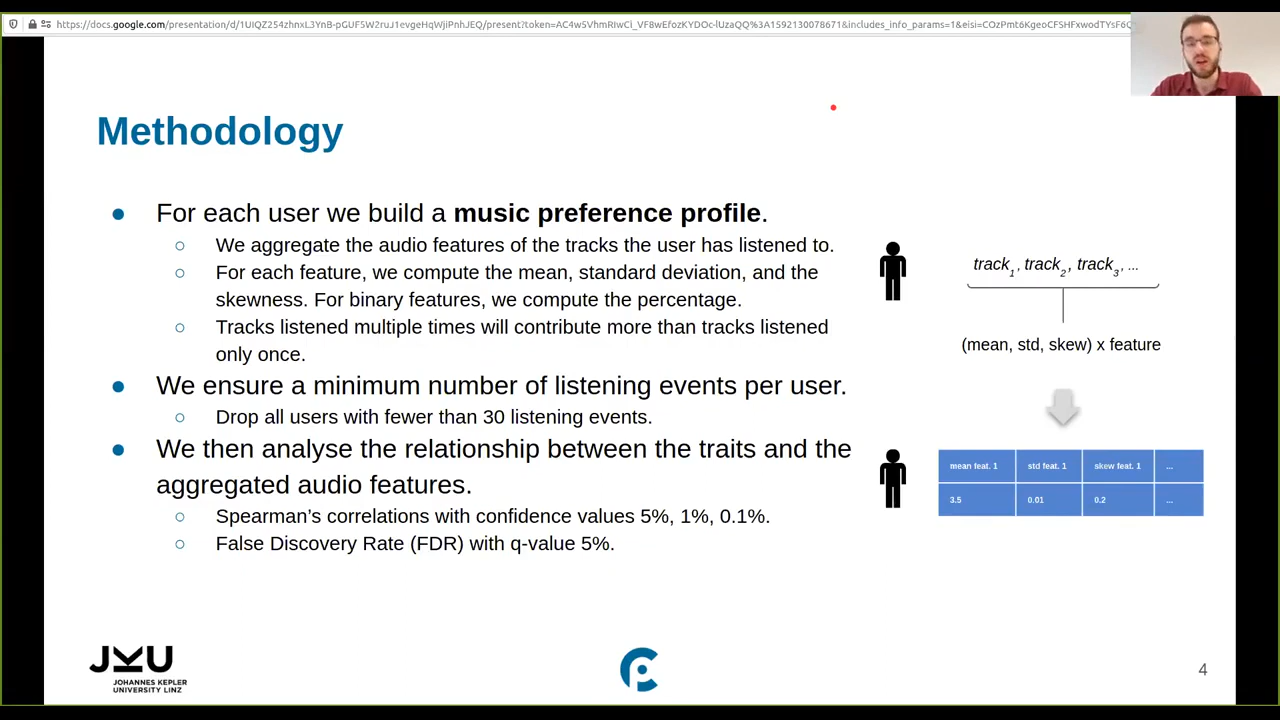 Methodology
● For each user we build a music preference profile.
○ We aggregate the audio features of the tracks the user has listened to.
○ For each feature, we compute the mean, standard deviation, and the
skewness. For binary features, we compute the percentage.
○ Tracks listened multiple times will contribute more than tracks listened
only once.
● We ensure a minimum number of listening events per user.
○ Drop all users with fewer than 30 listening events.
● We then analyse the relationship between the traits and the
aggregated audio features.
○ Spearman's correlations with confidence values 5%, 1%, 0.1%.
○ False Discovery Rate (FDR) with q-value 5%.
track1, track2, track3, ...
(mean, std, skew) x feature
mean feat. 1 std feat. 1 skew feat. 1 ...
3.5 0.01 0.2 ...
JKU
JOHANNES KEPLER
UNIVERSITY LINZ
4